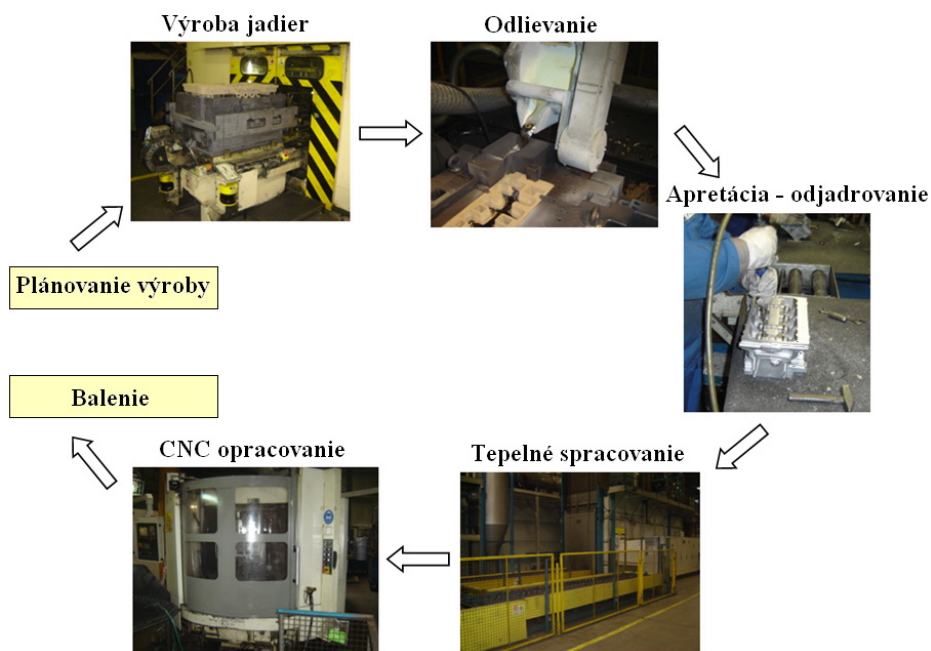 Výroba jadier
Odlievanie
Apretácia - odjadrovanie
Plánovanie výroby
Balenie
CNC opracovanie
Tepelné spracovanie